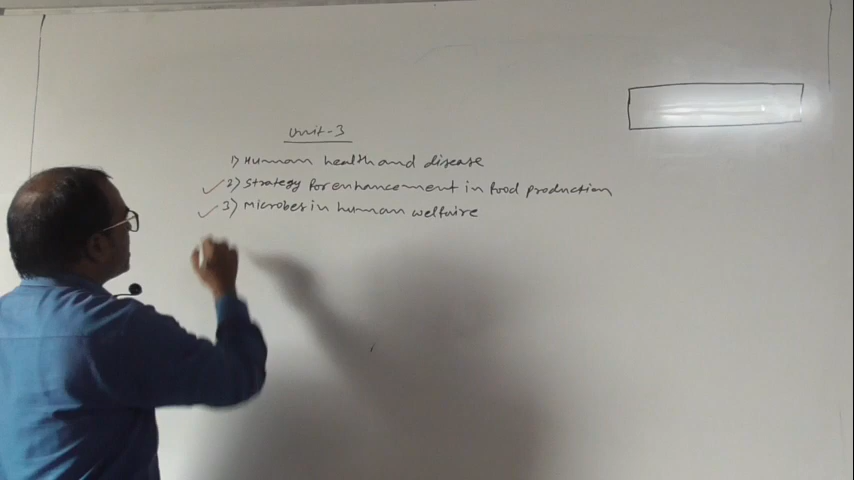 Unit-3
1) Human health and disease
✓ 2) Strategy for enhancement in food production
✓ 3) Microbes in human welfaire